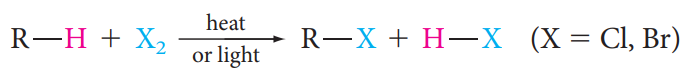 R—H + X₂ heat or light → R—X + H—X (X = Cl, Br)